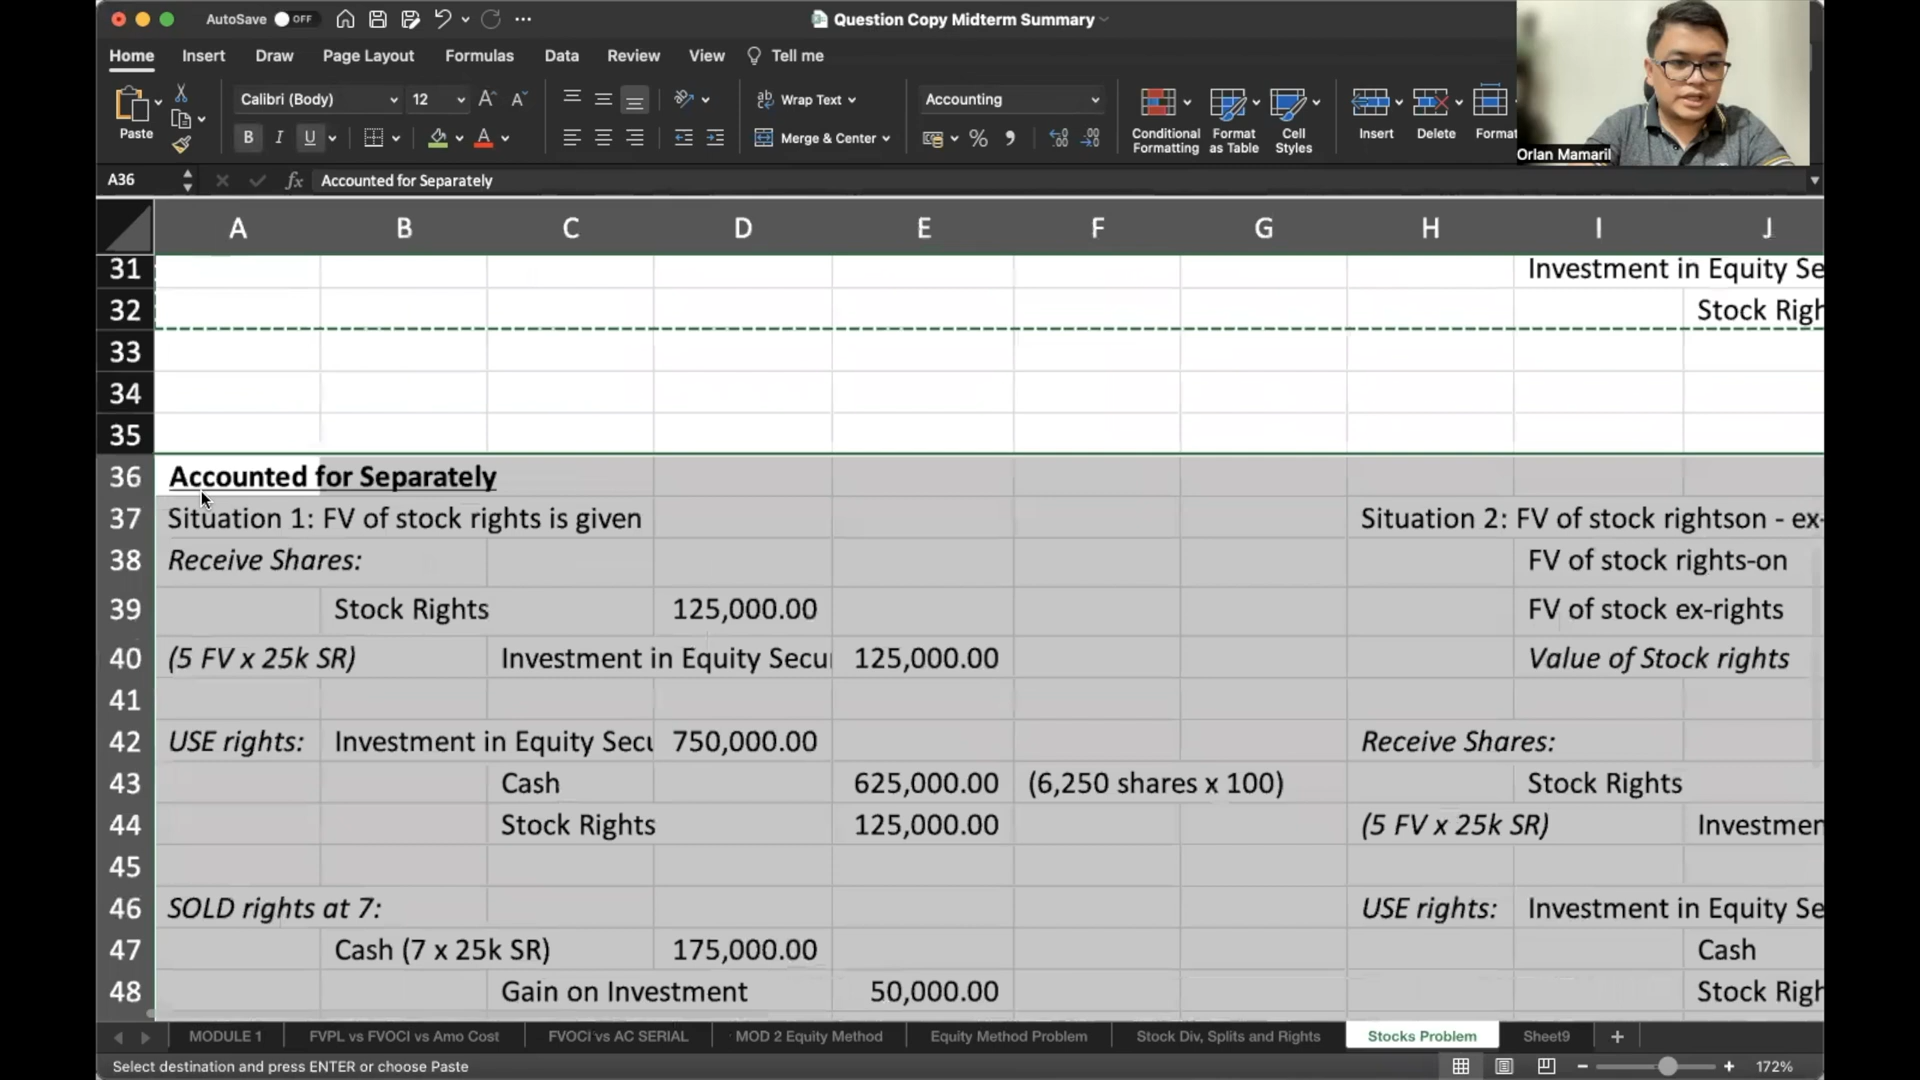 AutoSave OFF
Question Copy Midterm Summary
Home Insert Draw Page Layout Formulas Data Review View Tell me
Paste
Calibri (Body) 12
B I U
Wrap Text
Merge & Center
Accounting
Conditional Formatting
Format as Table
Cell Styles
Insert
Delete
Format
Orlan Mamaril
A36 fx Accounted for Separately
A B C D E F G H I J
31 Investment in Equity Se
32 Stock Righ
33
34
35
36 Accounted for Separately
37 Situation 1: FV of stock rights is given Situation 2: FV of stock rightson - ex-
38 Receive Shares: FV of stock rights-on
39 Stock Rights 125,000.00 FV of stock ex-rights
40 (5 FV x 25k SR) Investment in Equity Secur 125,000.00 Value of Stock rights
41
42 USE rights: Investment in Equity Secu 750,000.00 Receive Shares:
43 Cash 625,000.00 (6,250 shares x 100) Stock Rights
44 Stock Rights 125,000.00 (5 FV x 25k SR) Investmen
45
46 SOLD rights at 7: USE rights: Investment in Equity Se
47 Cash (7 x 25k SR) 175,000.00 Cash
48 Gain on Investment 50,000.00 Stock Righ
MODULE 1 FVPL vs FVOCI vs Amo Cost FVOCI vs AC SERIAL MOD 2 Equity Method Equity Method Problem Stock Div, Splits and Rights Stocks Problem Sheet9 +
Select destination and press ENTER or choose Paste 172%